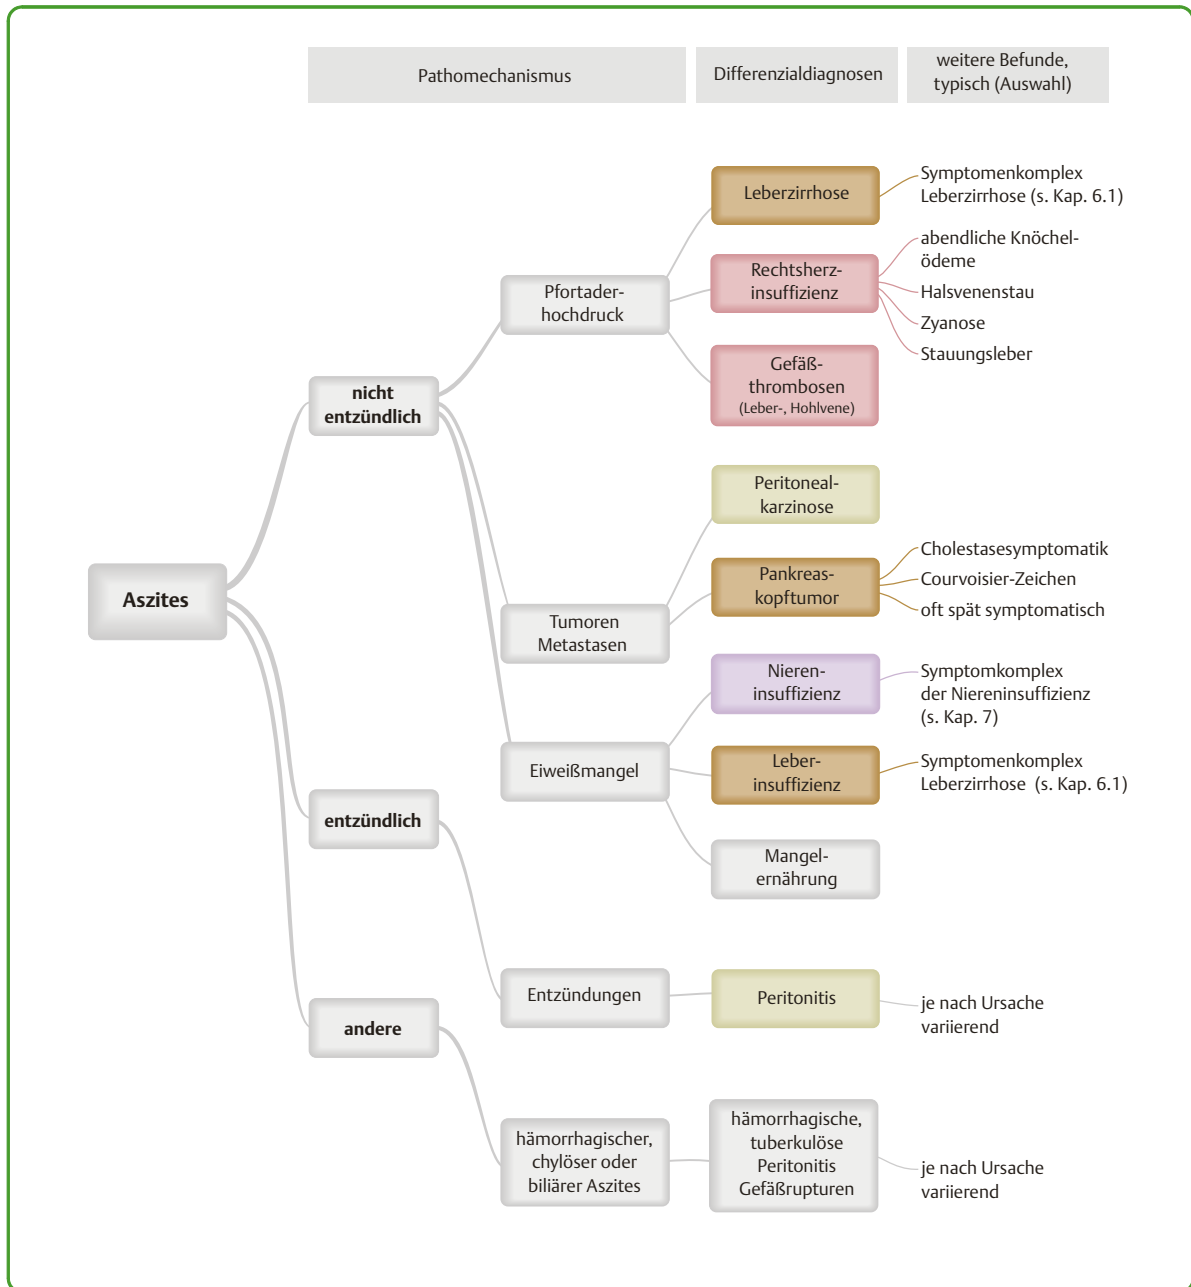 Pathomechanismus
Differenzialdiagnosen
weitere Befunde,
typisch (Auswahl)
Aszites
nicht
entzündlich
Pfortader-
hochdruck
Leberzirrhose
Symptomenkomplex
Leberzirrhose (s. Kap. 6.1)
Rechtsherz-
insuffizienz
abendliche Knöchel-
ödeme
Halsvenenstau
Zyanose
Stauungsleber
Gefäß-
thrombosen
(Leber-, Hohlvene)
Tumoren
Metastasen
Peritoneal-
karzinose
Pankreas-
kopftumor
Cholestasesymptomatik
Courvoisier-Zeichen
oft spät symptomatisch
Eiweißmangel
Nieren-
insuffizienz
Symptomkomplex
der Niereninsuffizienz
(s. Kap. 7)
Leber-
insuffizienz
Symptomenkomplex
Leberzirrhose (s. Kap. 6.1)
Mangel-
ernährung
entzündlich
Entzündungen
Peritonitis
je nach Ursache
variierend
andere
hämorrhagischer,
chylöser oder
biliärer Aszites
hämorrhagische,
tuberkulöse
Peritonitis
Gefäßrupturen
je nach Ursache
variierend